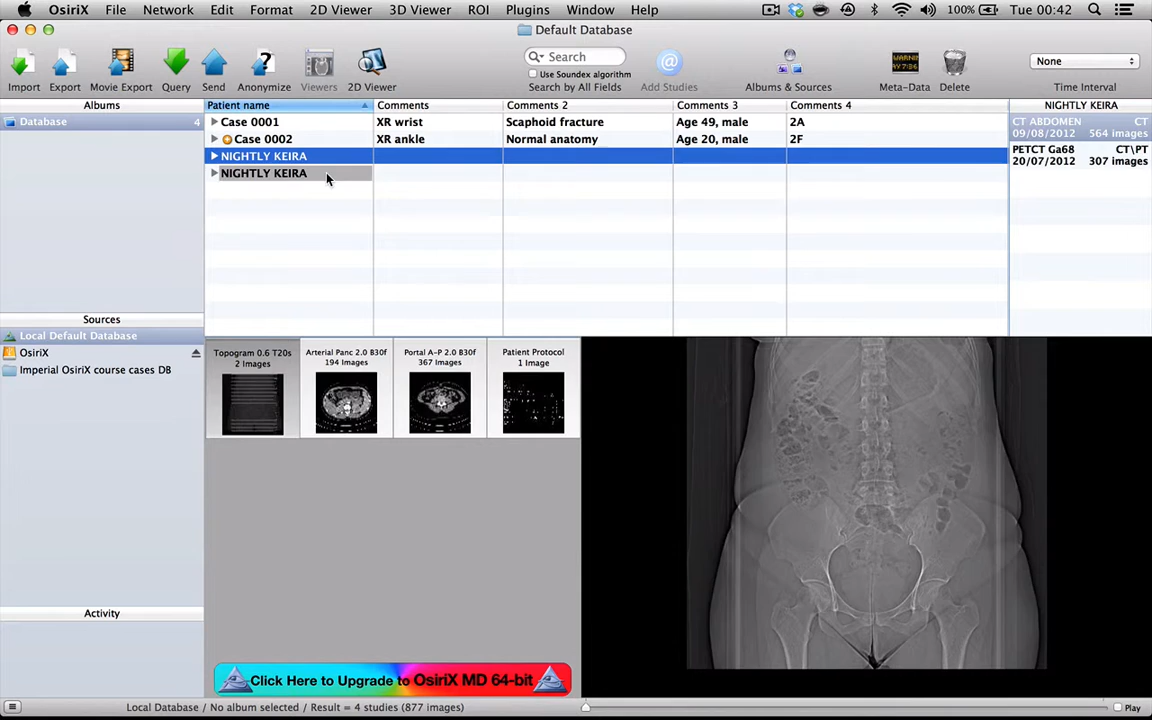 OsiriX File Network Edit Format 2D Viewer 3D Viewer ROI Plugins Window Help 100% Tue 00:42
Default Database
Search
Import Export Movie Export Query Send Anonymize Viewers 2D Viewer
Use Soundex algorithm
Search by All Fields
Add Studies Albums & Sources Meta-Data Delete
None
Time Interval
Albums
Database 4
Patient name Comments Comments 2 Comments 3 Comments 4
Case 0001 XR wrist Scaphoid fracture Age 49, male 2A
Case 0002 XR ankle Normal anatomy Age 20, male 2F
NIGHTLY KEIRA
NIGHTLY KEIRA
NIGHTLY KEIRA
CT ABDOMEN CT
09/08/2012 564 images
PETCT Ga68 CT\PT
20/07/2012 307 images
Sources
Local Default Database
OsiriX
Imperial OsiriX course cases DB
Activity
Topogram 0.6 T20s
2 Images
Arterial Panc 2.0 B30f
194 Images
Portal A-P 2.0 B30f
367 Images
Patient Protocol
1 Image
Click Here to Upgrade to OsiriX MD 64-bit
Local Database / No album selected / Result = 4 studies (877 images)
Play